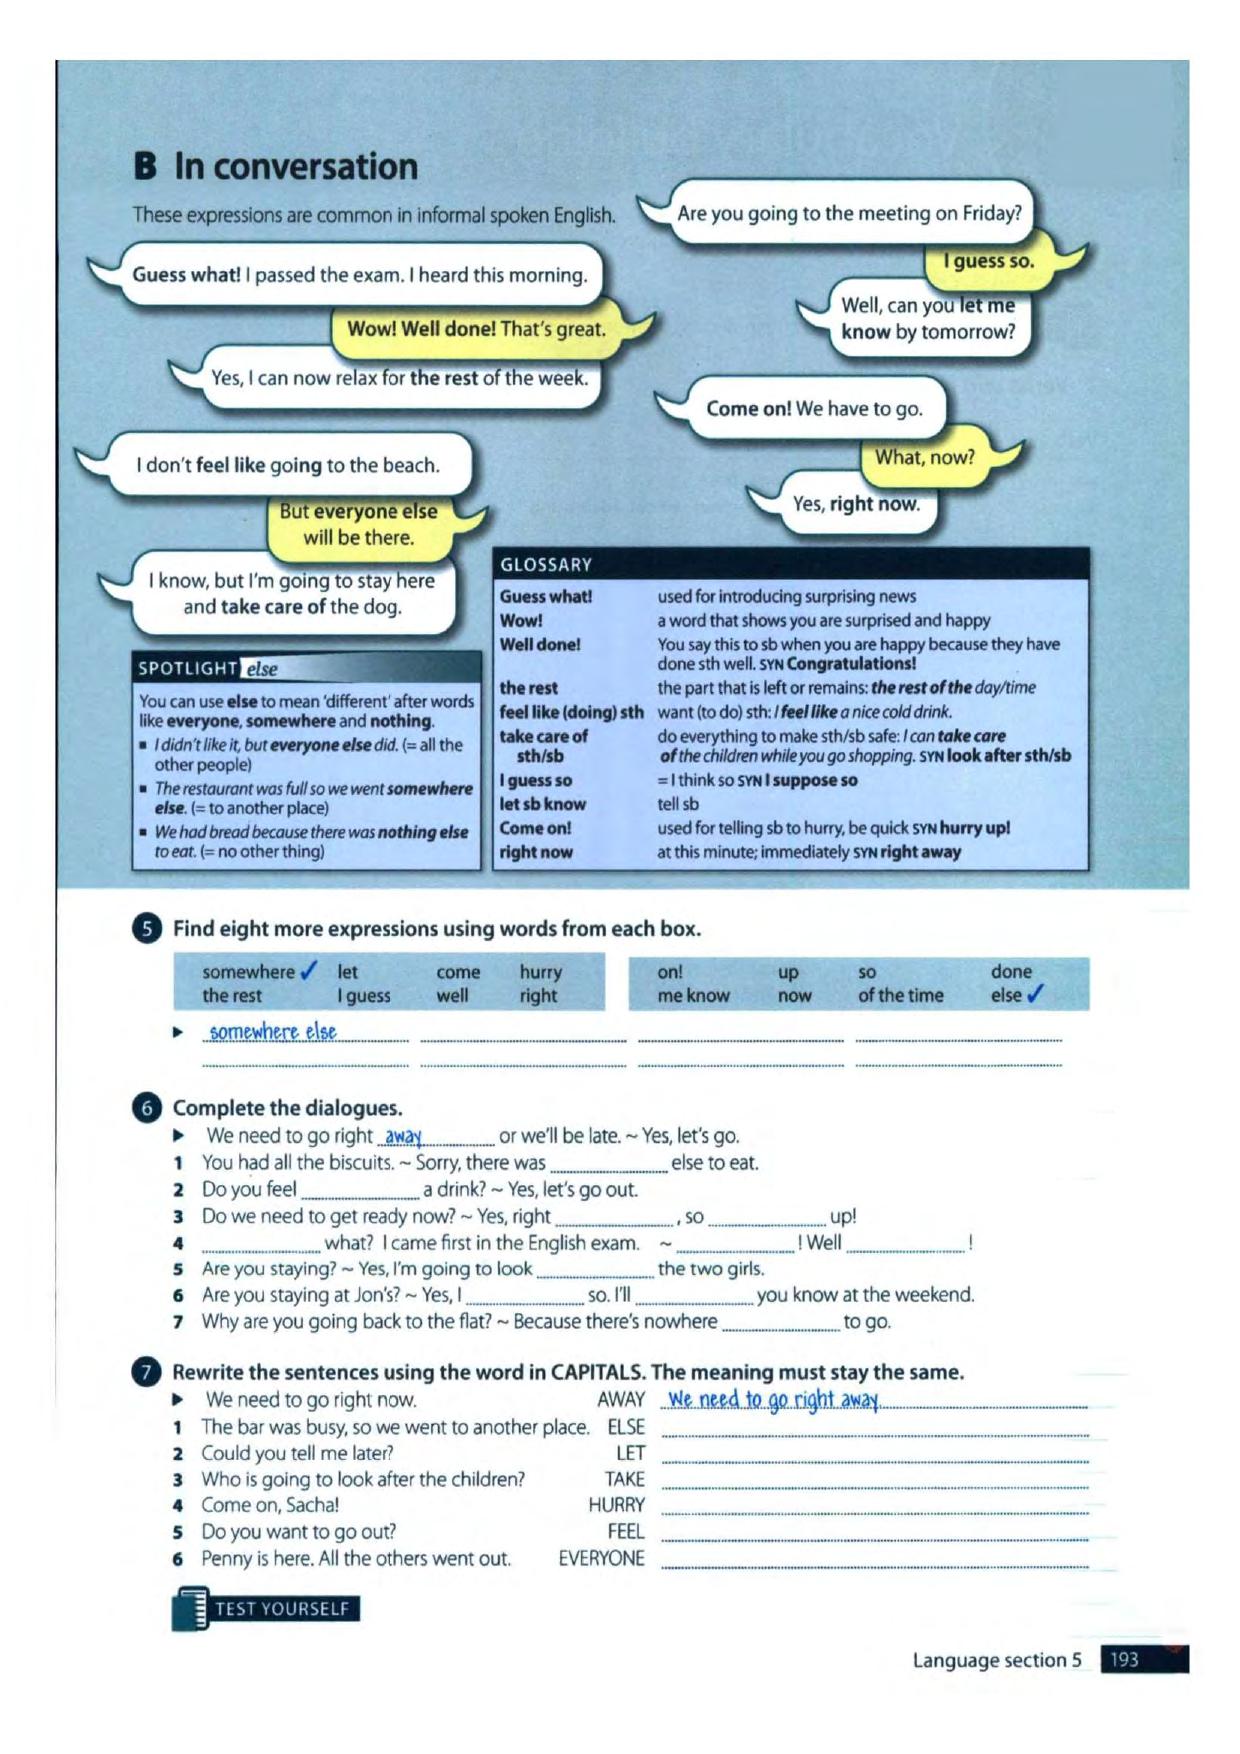 B In conversation
These expressions are common in informal spoken English.
Guess what! I passed the exam. I heard this morning.
Wow! Well done! That's great.
Yes, I can now relax for the rest of the week.
I don't feel like going to the beach.
But everyone else
will be there.
I know, but I'm going to stay here
and take care of the dog.
Are you going to the meeting on Friday?
I guess so.
Well, can you let me
know by tomorrow?
Come on! We have to go.
What, now?
Yes, right now.
SPOTLIGHT else
You can use else to mean 'different' after words
like everyone, somewhere and nothing.
▪ I didn't like it, but everyone else did. (= all the
other people)
▪ The restaurant was full so we went somewhere
else. (= to another place)
▪ We had bread because there was nothing else
to eat. (= no other thing)
GLOSSARY
Guess what! used for introducing surprising news
Wow! a word that shows you are surprised and happy
Well done! You say this to sb when you are happy because they have
done sth well. SYN Congratulations!
the rest the part that is left or remains: the rest of the day/time
feel like (doing) sth want (to do) sth: I feel like a nice cold drink.
take care of do everything to make sth/sb safe: I can take care
sth/sb of the children while you go shopping. SYN look after sth/sb
I guess so = I think so SYN I suppose so
let sb know tell sb
Come on! used for telling sb to hurry, be quick SYN hurry up!
right now at this minute; immediately SYN right away
5 Find eight more expressions using words from each box.
somewhere ✓ let come hurry on! up so done
the rest I guess well right me know now of the time else ✓
▶ somewhere else
6 Complete the dialogues.
▶ We need to go right away or we'll be late. ~ Yes, let's go.
1 You had all the biscuits. ~ Sorry, there was else to eat.
2 Do you feel a drink? ~ Yes, let's go out.
3 Do we need to get ready now? ~ Yes, right , so up!
4 what? I came first in the English exam. ~ ! Well !
5 Are you staying? ~ Yes, I'm going to look the two girls.
6 Are you staying at Jon's? ~ Yes, I so. I'll you know at the weekend.
7 Why are you going back to the flat? ~ Because there's nowhere to go.
7 Rewrite the sentences using the word in CAPITALS. The meaning must stay the same.
▶ We need to go right now. AWAY We need to go right away.
1 The bar was busy, so we went to another place. ELSE
2 Could you tell me later? LET
3 Who is going to look after the children? TAKE
4 Come on, Sacha! HURRY
5 Do you want to go out? FEEL
6 Penny is here. All the others went out. EVERYONE
TEST YOURSELF
Language section 5 193